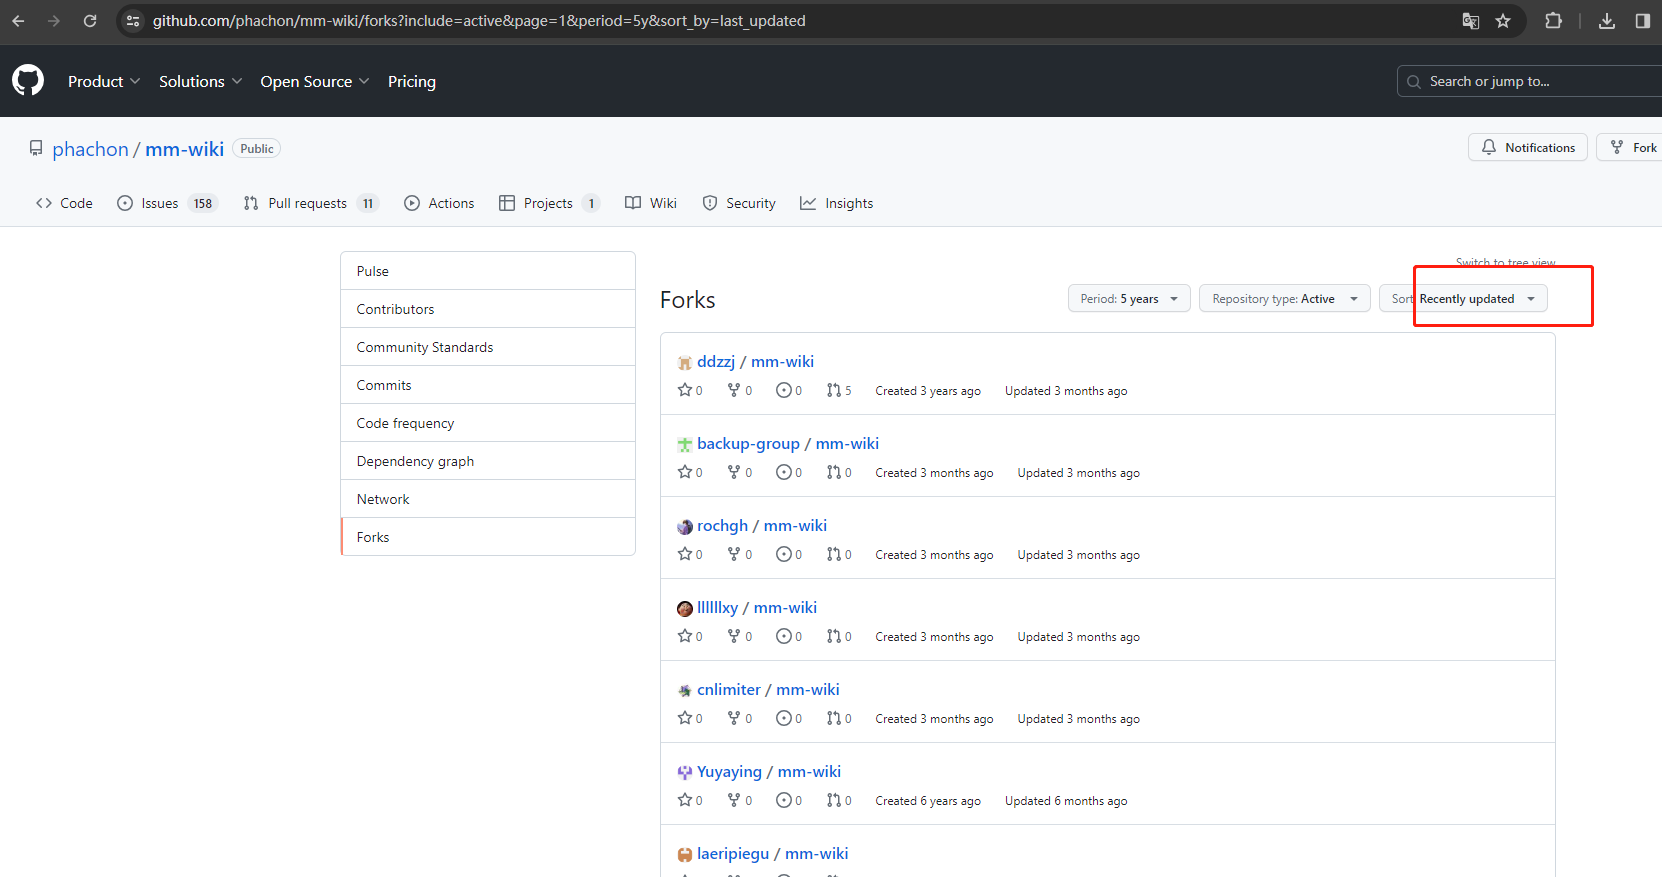 github.com/phachon/mm-wiki/forks?include=active&page=1&period=5y&sort_by=last_updated
Product Solutions Open Source Pricing Search or jump to...
phachon / mm-wiki Public Notifications Fork
Code Issues 158 Pull requests 11 Actions Projects 1 Wiki Security Insights
Switch to tree view
Pulse
Contributors
Community Standards
Commits
Code frequency
Dependency graph
Network
Forks
Forks Period: 5 years Repository type: Active Sort: Recently updated
ddzzj / mm-wiki
0 0 0 5 Created 3 years ago Updated 3 months ago
backup-group / mm-wiki
0 0 0 0 Created 3 months ago Updated 3 months ago
rochgh / mm-wiki
0 0 0 0 Created 3 months ago Updated 3 months ago
/ mm-wiki
0 0 0 0 Created 3 months ago Updated 3 months ago
cnlimiter / mm-wiki
0 0 0 0 Created 3 months ago Updated 3 months ago
Yuyaying / mm-wiki
0 0 0 0 Created 6 years ago Updated 6 months ago
laeripiegu / mm-wiki